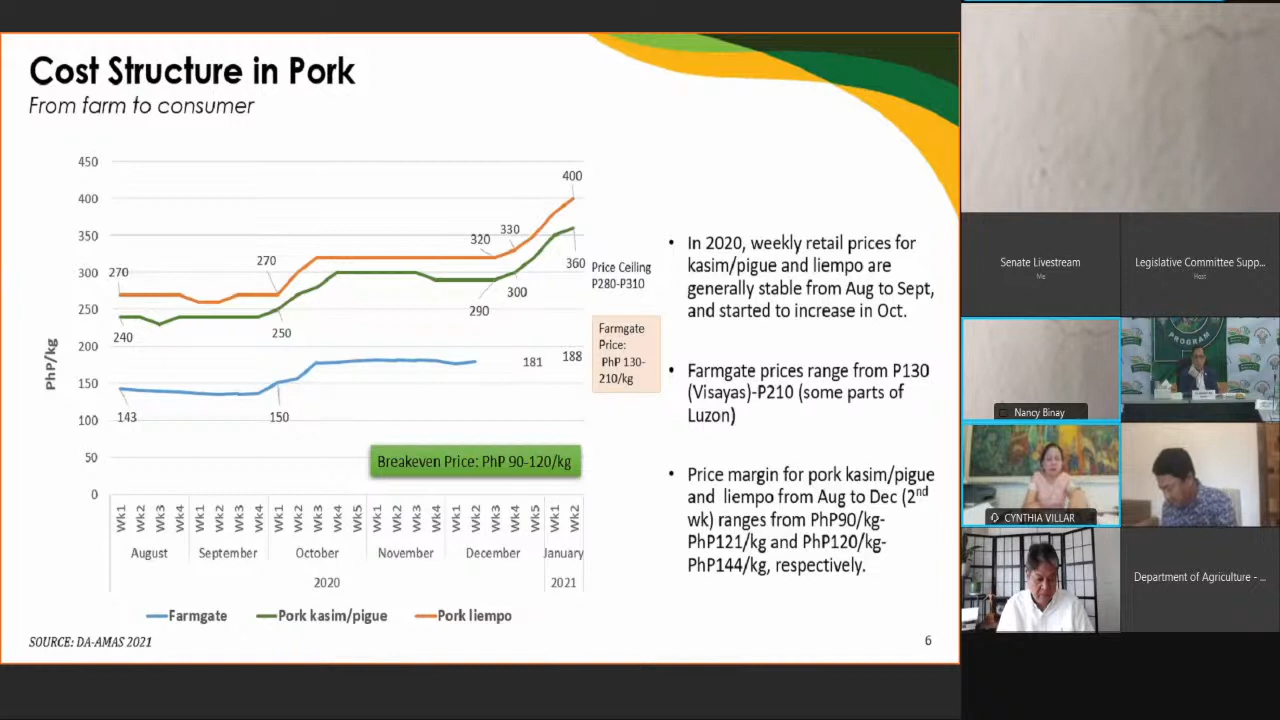 Cost Structure in Pork
From farm to consumer
450
400
350
300
250
200
150
100
50
0
PhP/kg
270
270
320
330
400
240
250
290
300
360
143
150
181
188
Price Ceiling
P280-P310
Farmgate
Price:
PhP 130-
210/kg
Breakeven Price: PhP 90-120/kg
Wk1 Wk2 Wk3 Wk4 Wk1 Wk2 Wk3 Wk4 Wk1 Wk2 Wk3 Wk4 Wk5 Wk1 Wk2 Wk3 Wk4 Wk1 Wk2 Wk3 Wk4 Wk5 Wk1 Wk2
August September October November December January
2020 2021
Farmgate Pork kasim/pigue Pork liempo
SOURCE: DA-AMAS 2021
• In 2020, weekly retail prices for
kasim/pigue and liempo are
generally stable from Aug to Sept,
and started to increase in Oct.
• Farmgate prices range from P130
(Visayas)-P210 (some parts of
Luzon)
• Price margin for pork kasim/pigue
and liempo from Aug to Dec (2nd
wk) ranges from PhP90/kg-
PhP121/kg and PhP120/kg-
PhP144/kg, respectively.
6
Senate Livestream
Me
Legislative Committee Supp...
Host
Nancy Binay
PROGRAM
CYNTHIA VILLAR
Department of Agriculture - ...